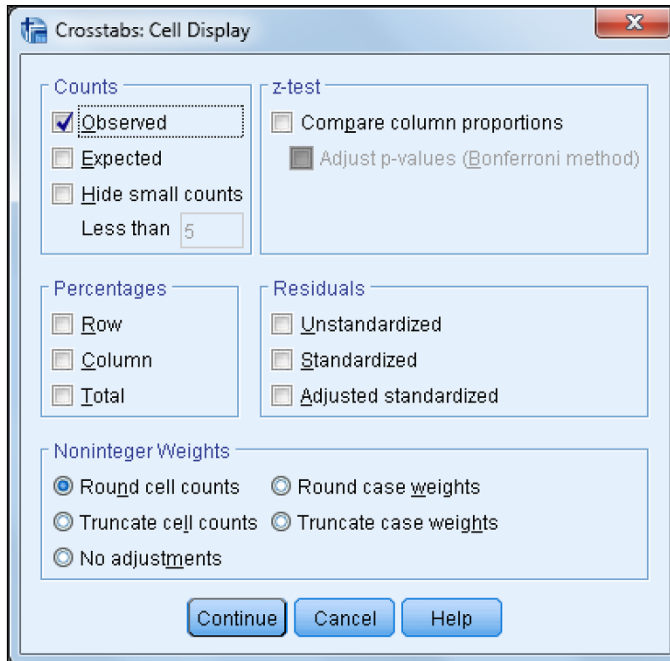 Crosstabs: Cell Display
Counts
Observed
Expected
Hide small counts
Less than 5
z-test
Compare column proportions
Adjust p-values (Bonferroni method)
Percentages
Row
Column
Total
Residuals
Unstandardized
Standardized
Adjusted standardized
Noninteger Weights
Round cell counts Round case weights
Truncate cell counts Truncate case weights
No adjustments
Continue Cancel Help